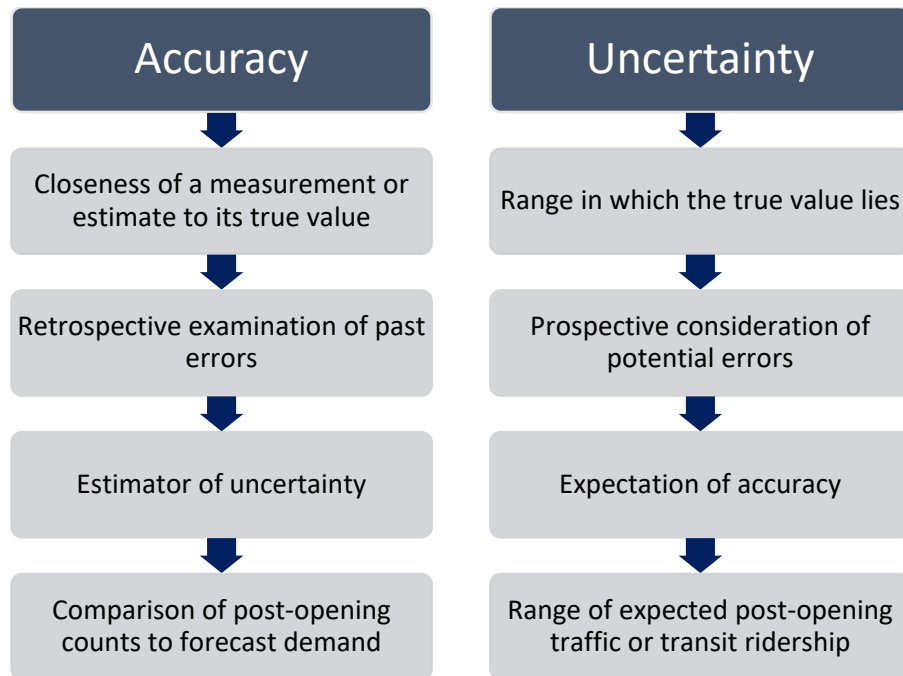 Accuracy
Closeness of a measurement or
estimate to its true value
Retrospective examination of past
errors
Estimator of uncertainty
Comparison of post-opening
counts to forecast demand
Uncertainty
Range in which the true value lies
Prospective consideration of
potential errors
Expectation of accuracy
Range of expected post-opening
traffic or transit ridership